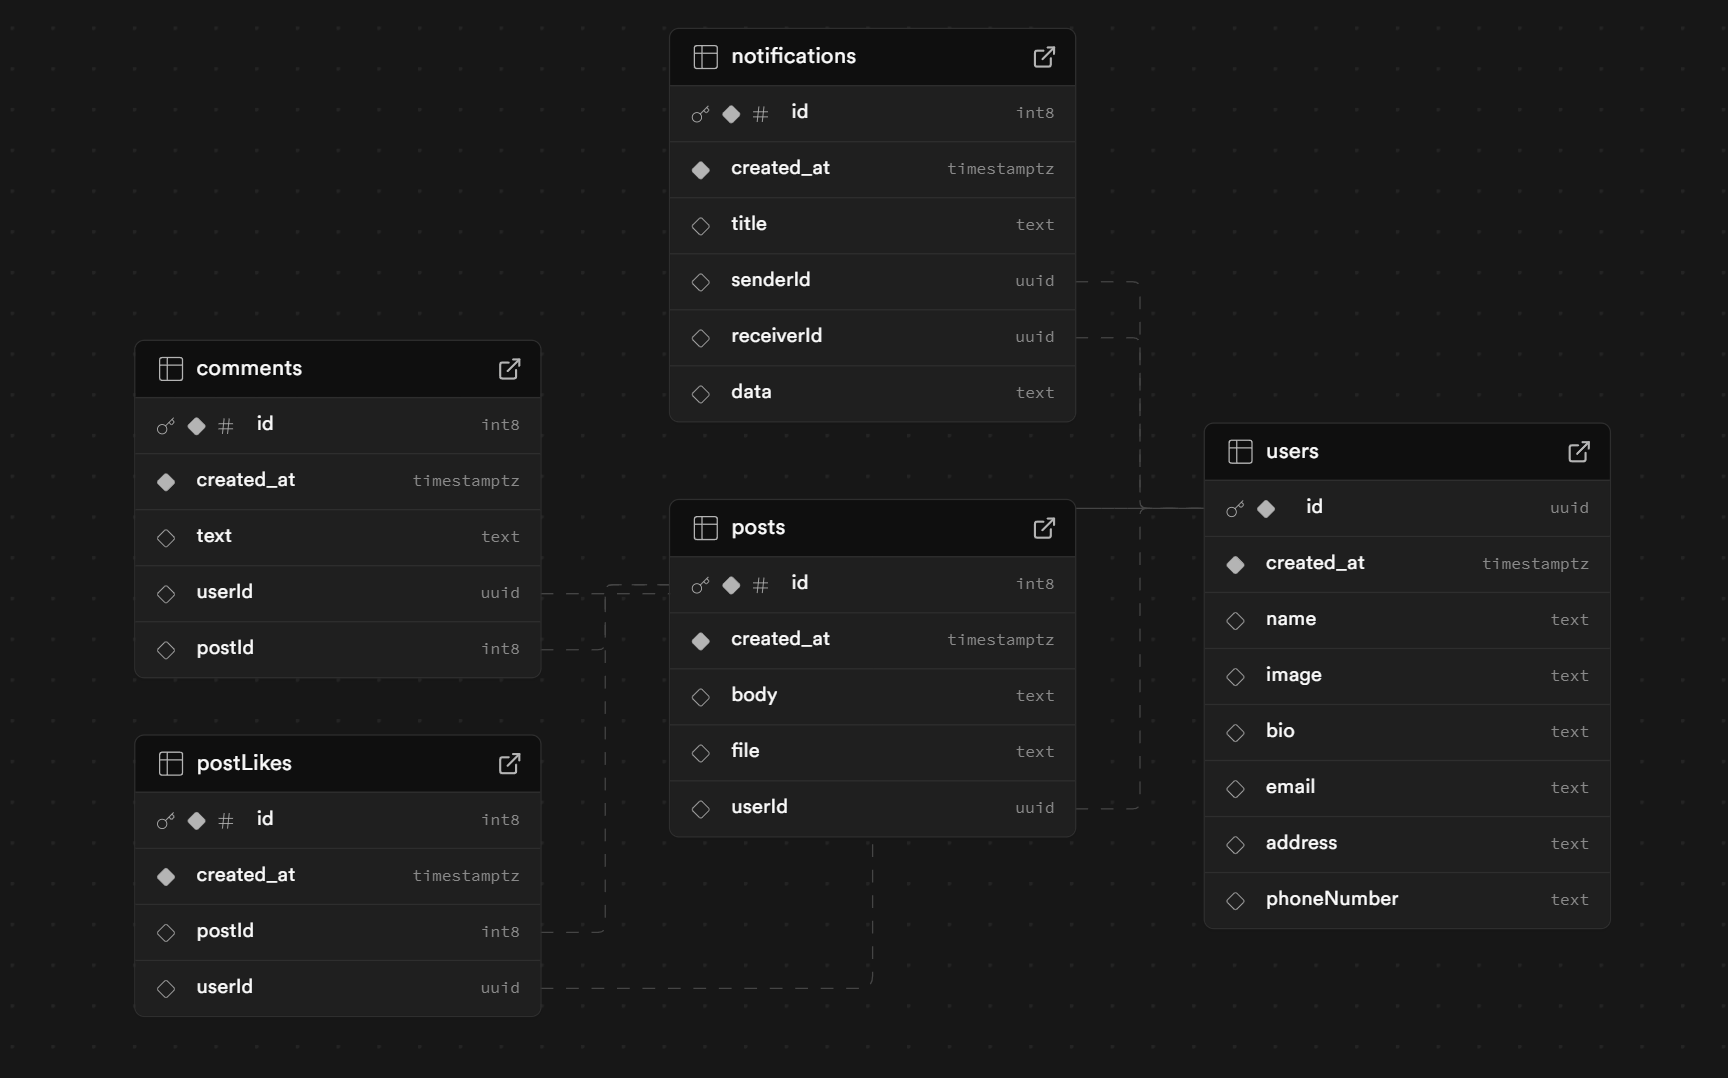 notifications
id int8
created_at timestamptz
title text
senderId uuid
receiverId uuid
data text
comments
id int8
created_at timestamptz
text text
userId uuid
postId int8
posts
id int8
created_at timestamptz
body text
file text
userId uuid
users
id uuid
created_at timestamptz
name text
image text
bio text
email text
address text
phoneNumber text
postLikes
id int8
created_at timestamptz
postId int8
userId uuid